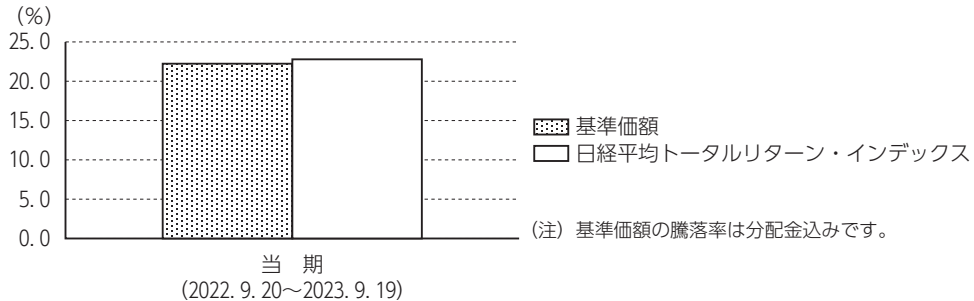 (%)
25.0
20.0
15.0
10.0
5.0
0.0
基準価額
日経平均トータルリターン・インデックス
(注) 基準価額の騰落率は分配金込みです。
当 期
(2022. 9. 20～2023. 9. 19)